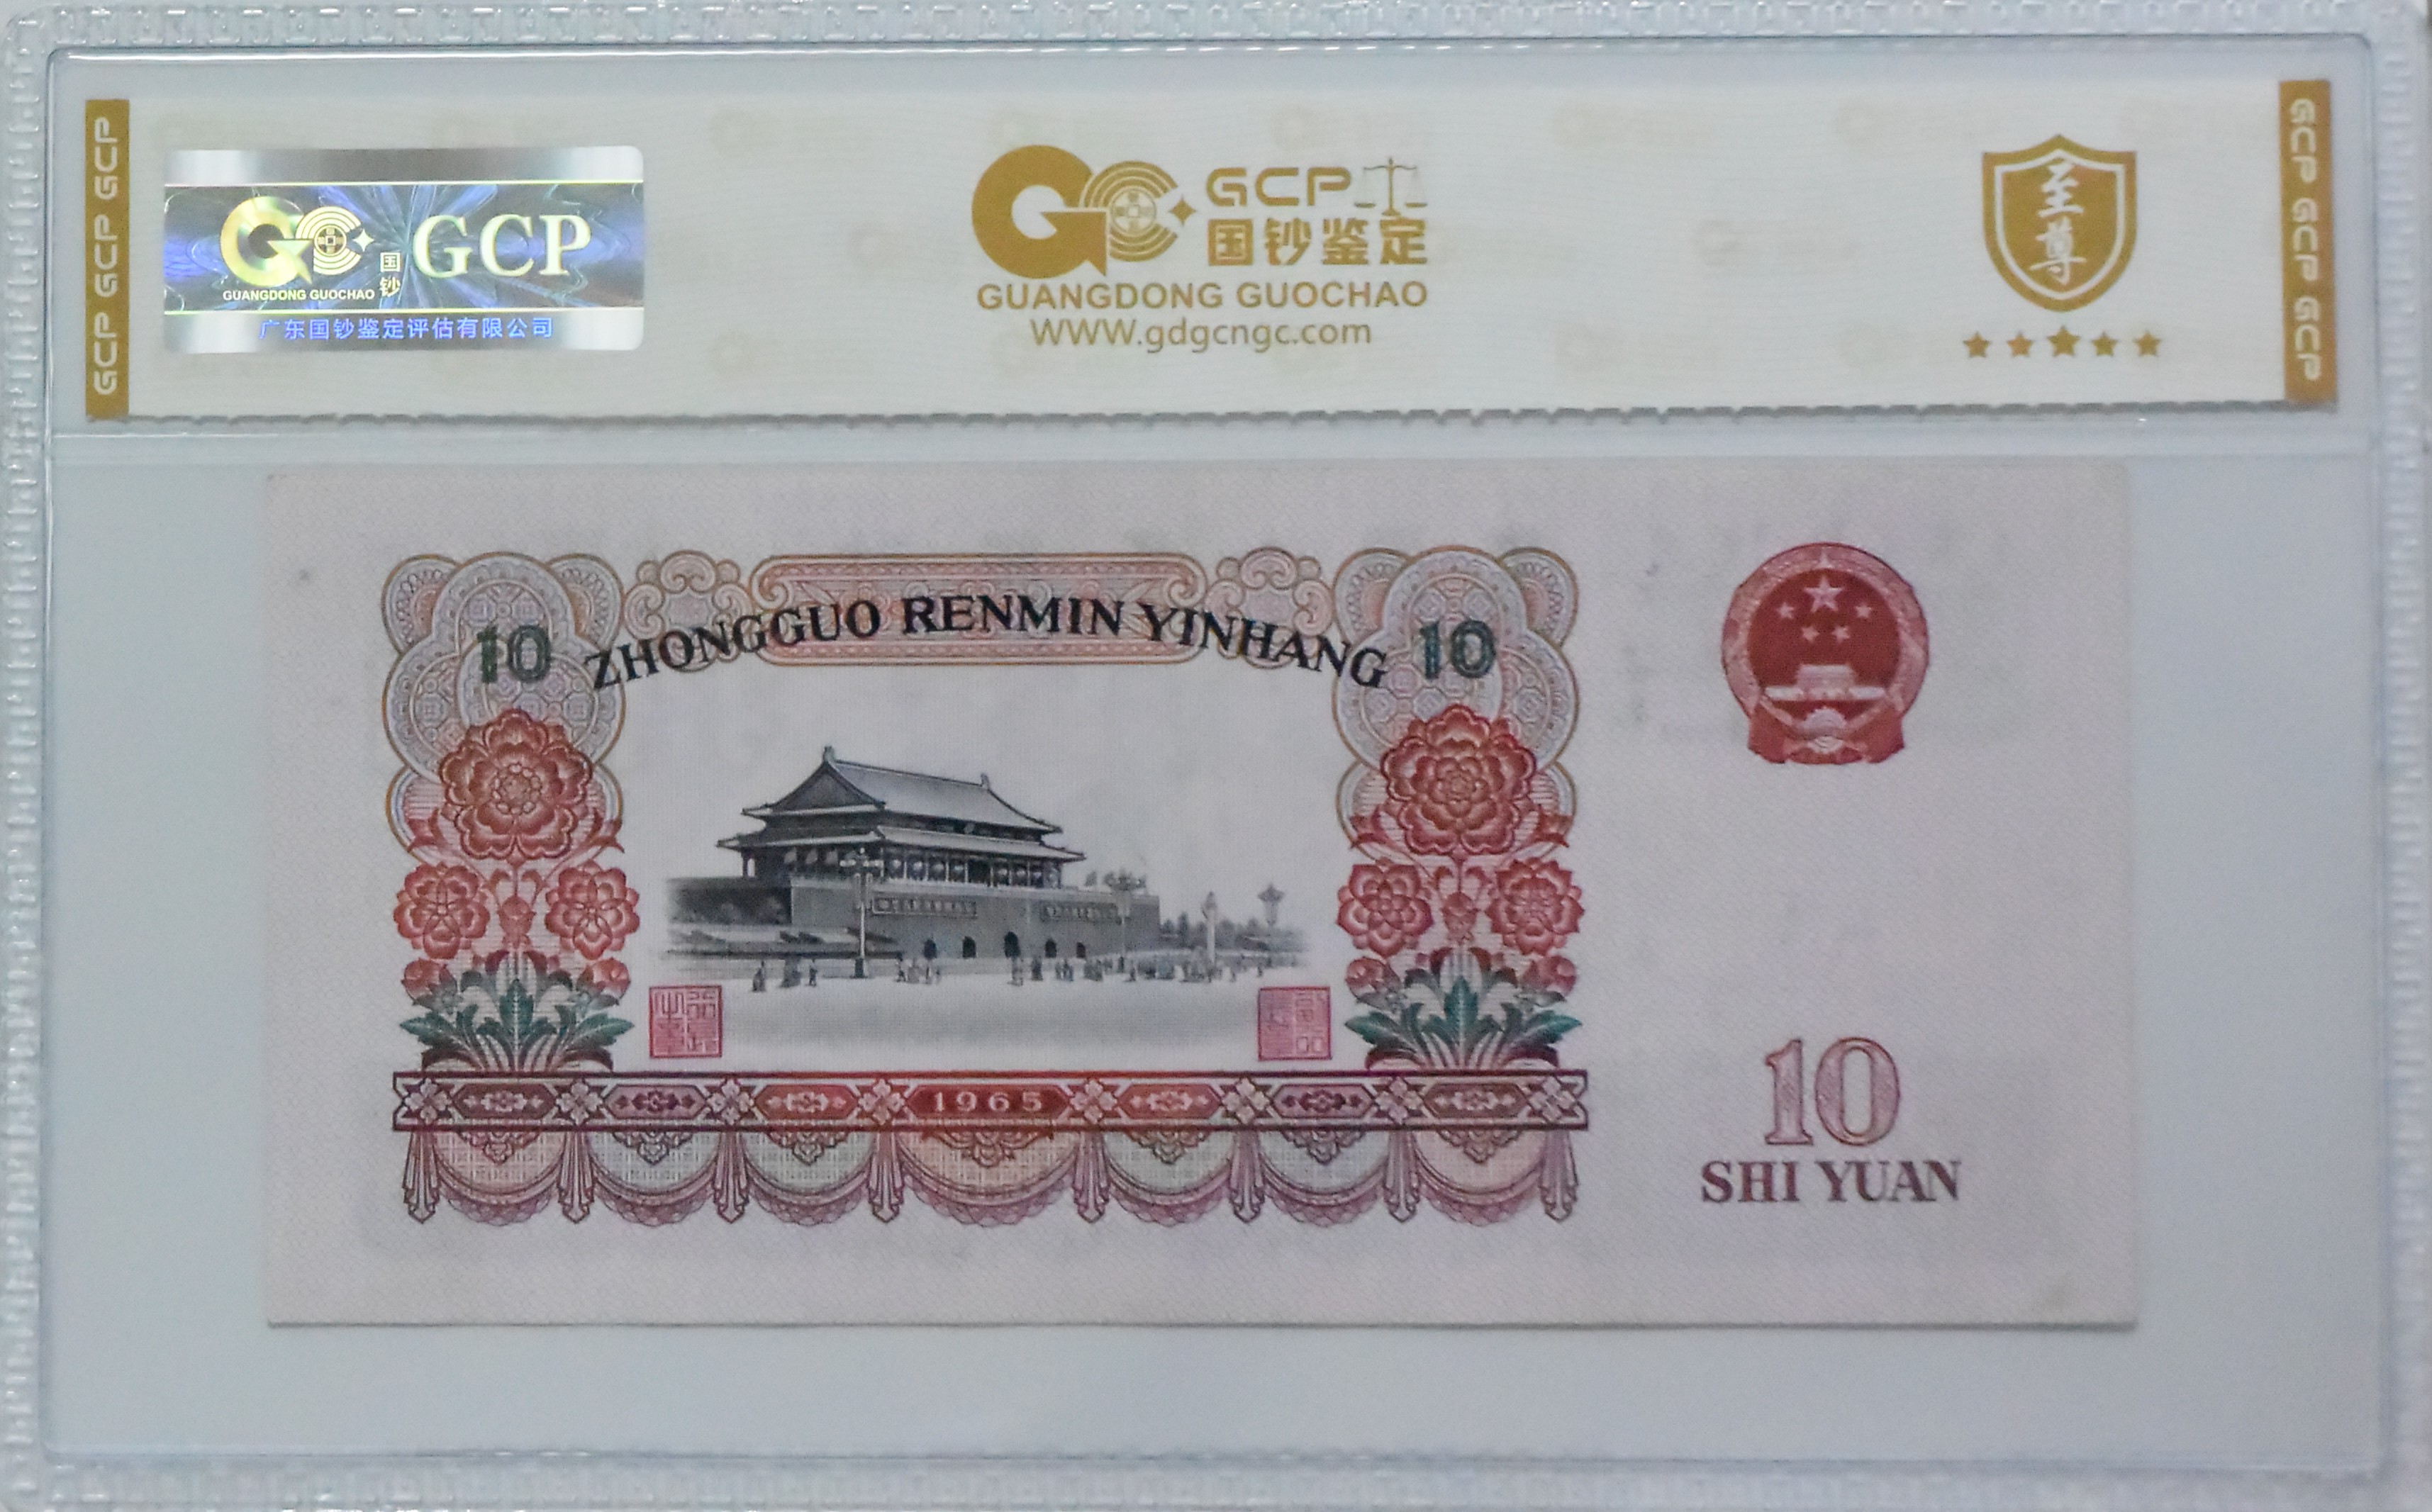 GCP GCP GCP
国钞
GCP
GUANGDONG GUOCHAO
广东国钞鉴定评估有限公司
GCP
国钞鉴定
GUANGDONG GUOCHAO
WWW.gdgcngc.com
至尊
GCP GCP GCP
10 ZHONGGUO RENMIN YINHANG 10
1965
10
SHI YUAN